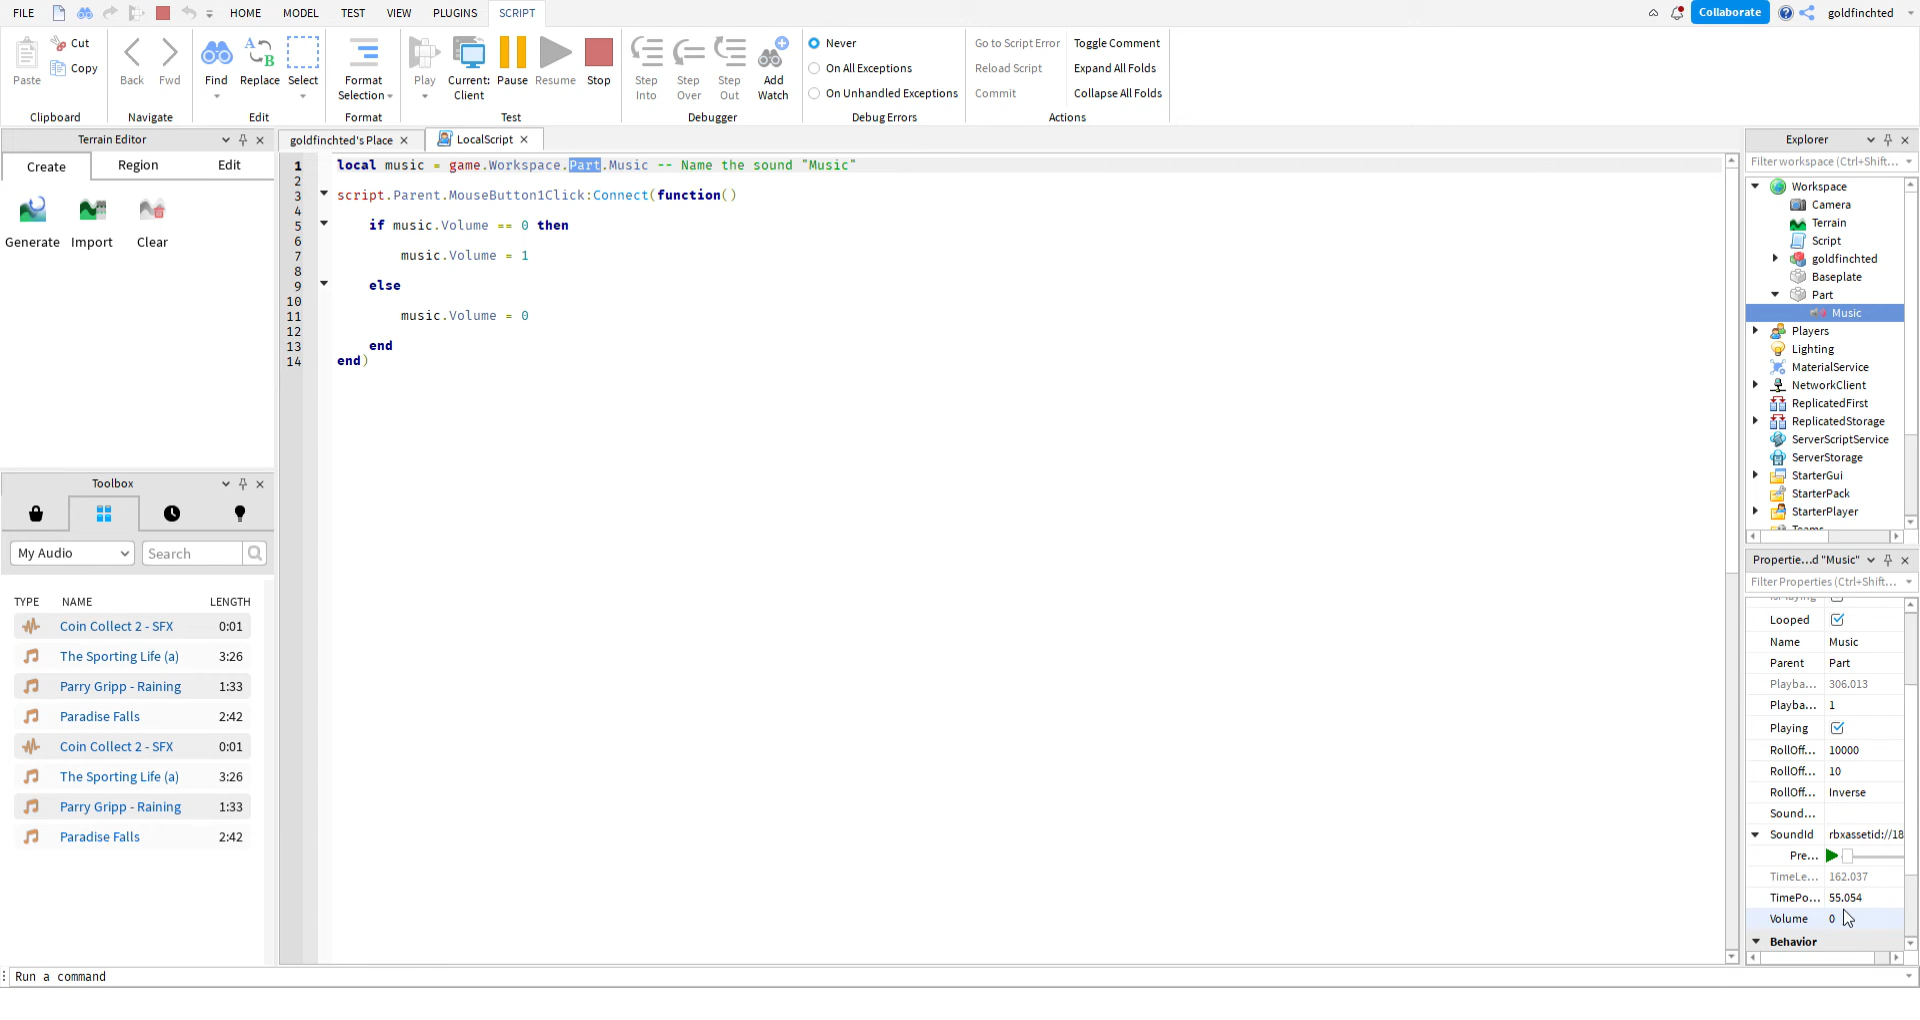 FILE HOME MODEL TEST VIEW PLUGINS SCRIPT Collaborate goldfinchted
Paste Cut Copy Clipboard
Back Fwd Navigate
Find Replace Select Edit
Format Selection Format
Play Current: Client Pause Resume Stop Test
Step Into Step Over Step Out Add Watch Debugger
Never
On All Exceptions
On Unhandled Exceptions
Debug Errors
Go to Script Error Toggle Comment
Reload Script Expand All Folds
Commit Collapse All Folds
Actions
Terrain Editor
Create Region Edit
Generate Import Clear
goldfinchted's Place LocalScript
1 local music = game.Workspace.Part.Music -- Name the sound "Music"
2
3 script.Parent.MouseButton1Click:Connect(function()
4
5 if music.Volume == 0 then
6
7 music.Volume = 1
8
9 else
10
11 music.Volume = 0
12
13 end
14 end)
Toolbox
My Audio Search
TYPE NAME LENGTH
Coin Collect 2 - SFX 0:01
The Sporting Life (a) 3:26
Parry Gripp - Raining 1:33
Paradise Falls 2:42
Coin Collect 2 - SFX 0:01
The Sporting Life (a) 3:26
Parry Gripp - Raining 1:33
Paradise Falls 2:42
Explorer
Filter workspace (Ctrl+Shift...
Workspace
Camera
Terrain
Script
goldfinchted
Baseplate
Part
Music
Players
Lighting
MaterialService
NetworkClient
ReplicatedFirst
ReplicatedStorage
ServerScriptService
ServerStorage
StarterGui
StarterPack
StarterPlayer
Propertie...d "Music"
Filter Properties (Ctrl+Shift...
Looped
Name Music
Parent Part
Playba... 306.013
Playba... 1
Playing
RollOff... 10000
RollOff... 10
RollOff... Inverse
Sound...
SoundId rbxassetid://18
Pre...
TimeLe... 162.037
TimePo... 55.054
Volume 0
Behavior
Run a command